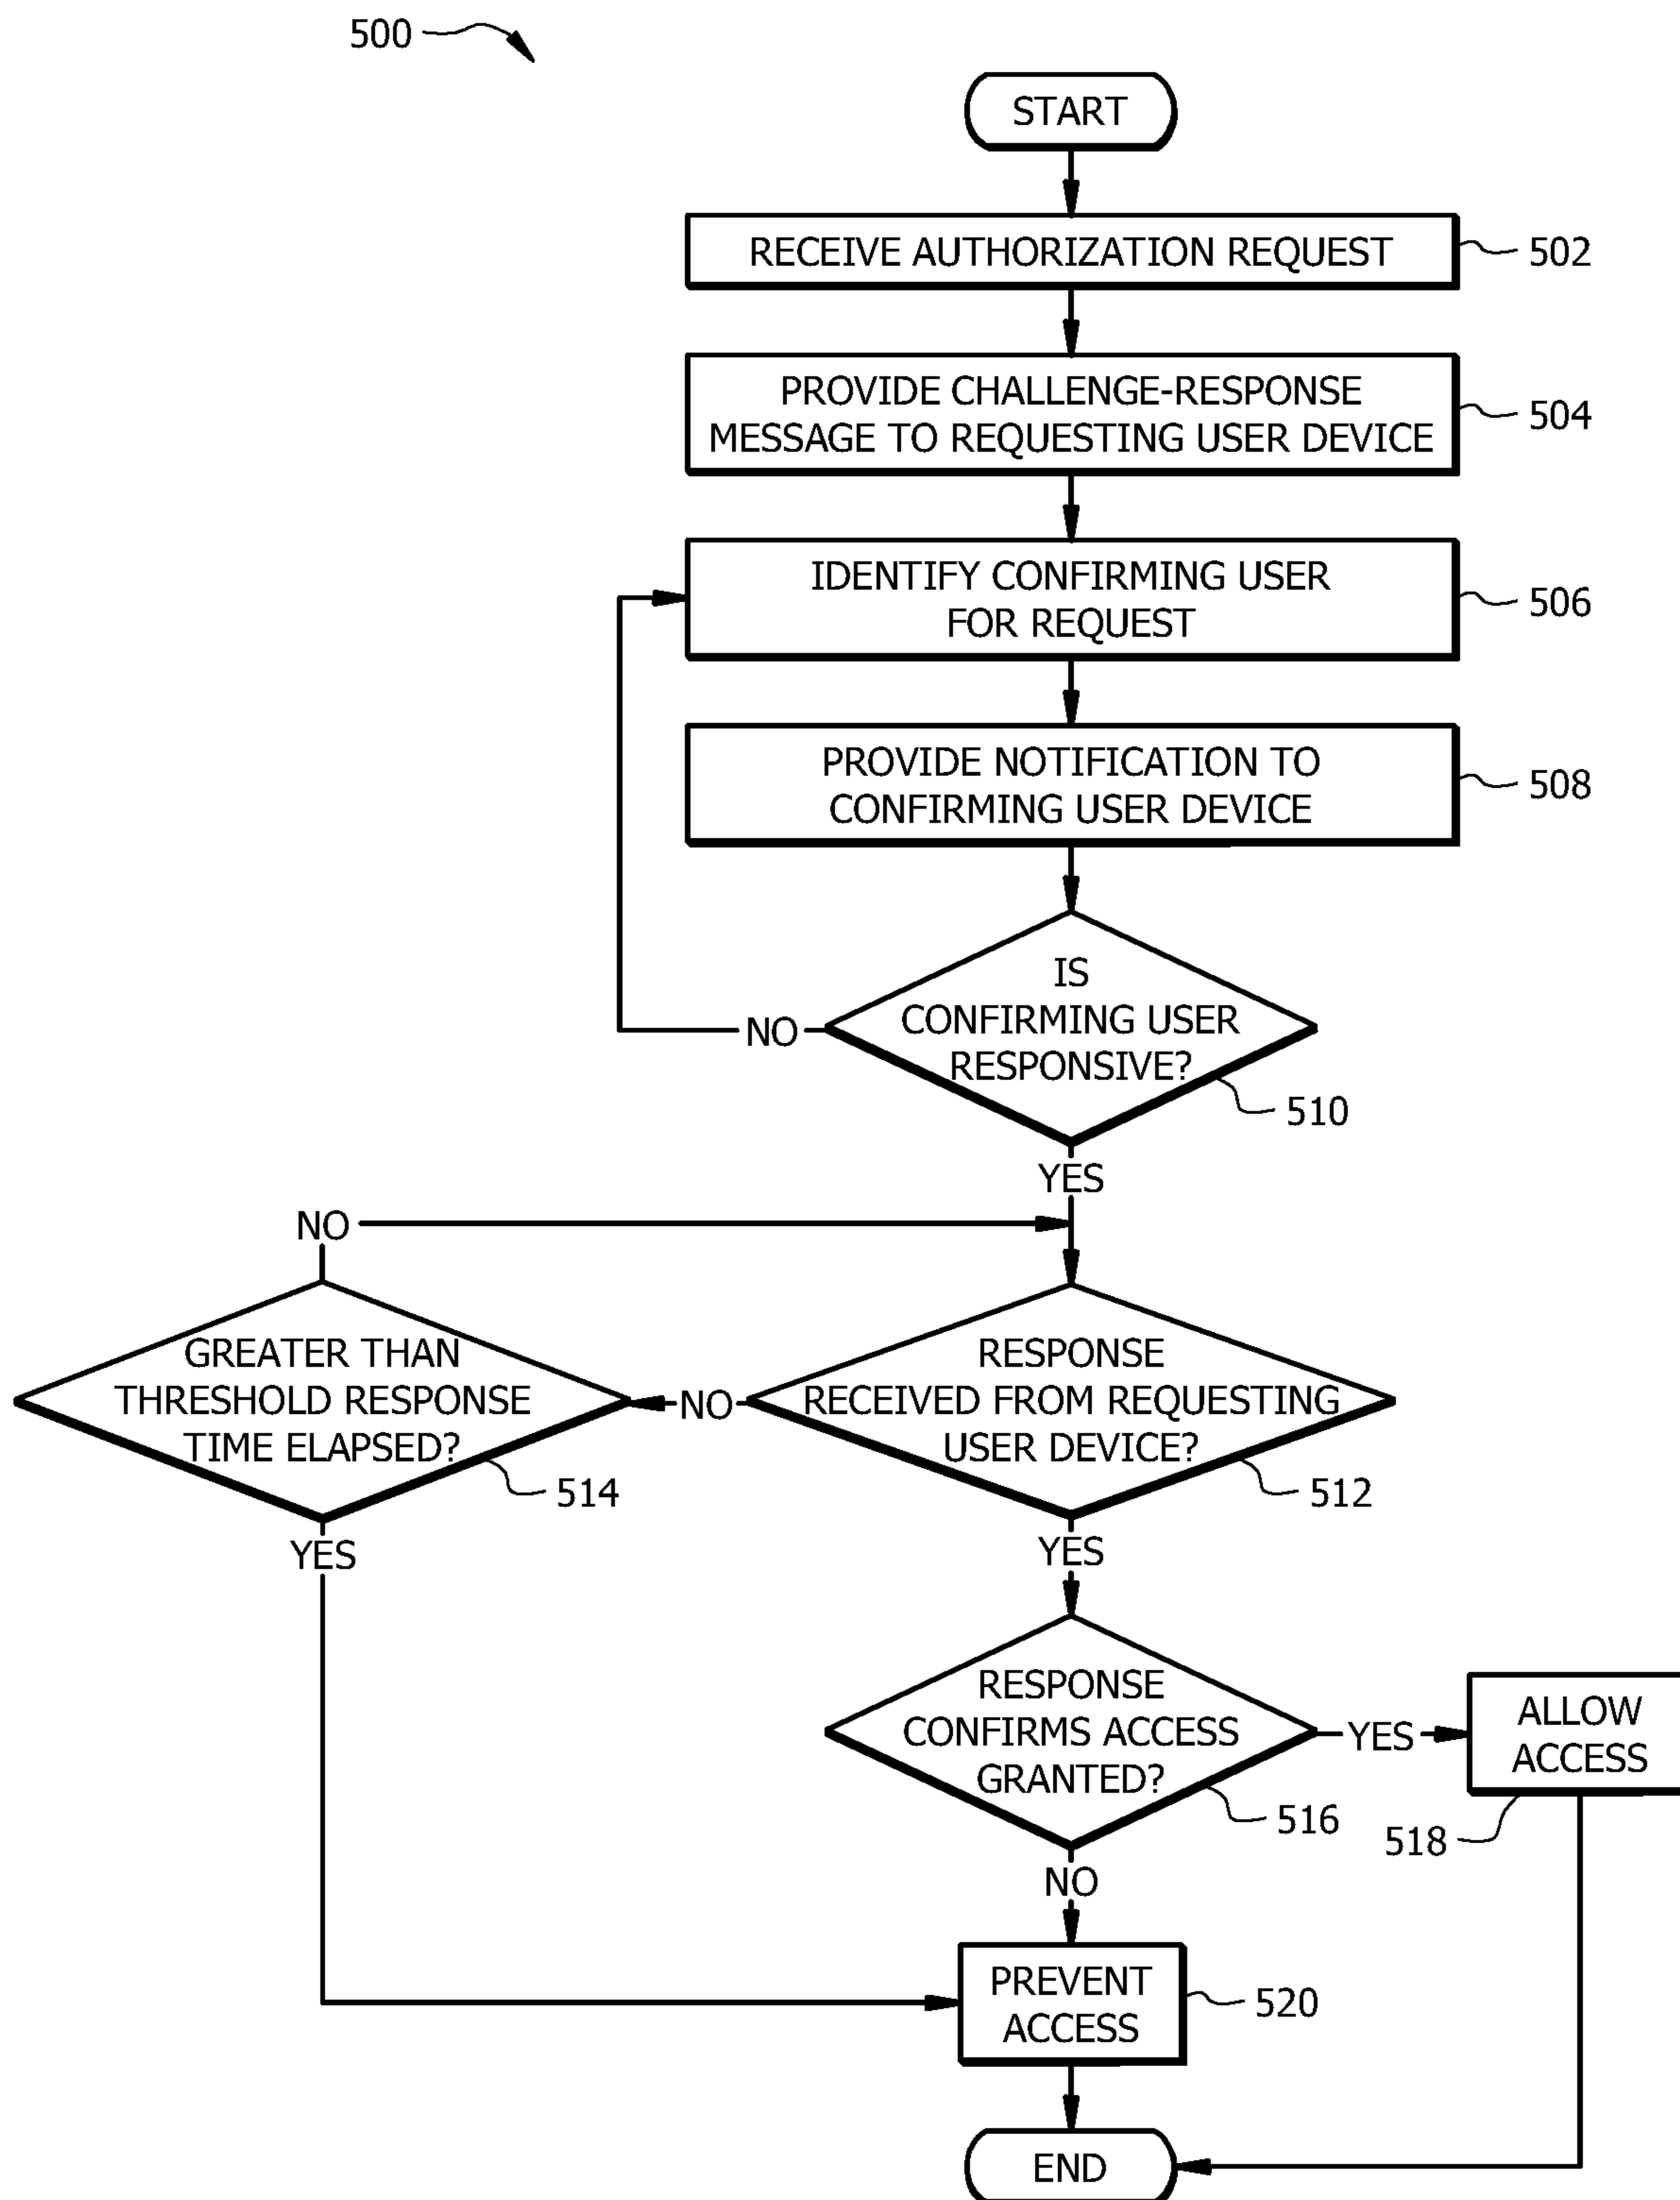 500
START
RECEIVE AUTHORIZATION REQUEST
502
PROVIDE CHALLENGE-RESPONSE
MESSAGE TO REQUESTING USER DEVICE
504
IDENTIFY CONFIRMING USER
FOR REQUEST
506
PROVIDE NOTIFICATION TO
CONFIRMING USER DEVICE
508
IS
CONFIRMING USER
RESPONSIVE?
510
NO
YES
NO
GREATER THAN
THRESHOLD RESPONSE
TIME ELAPSED?
514
NO
RESPONSE
RECEIVED FROM REQUESTING
USER DEVICE?
512
YES
YES
RESPONSE
CONFIRMS ACCESS
GRANTED?
516
YES
ALLOW
ACCESS
518
NO
PREVENT
ACCESS
520
END